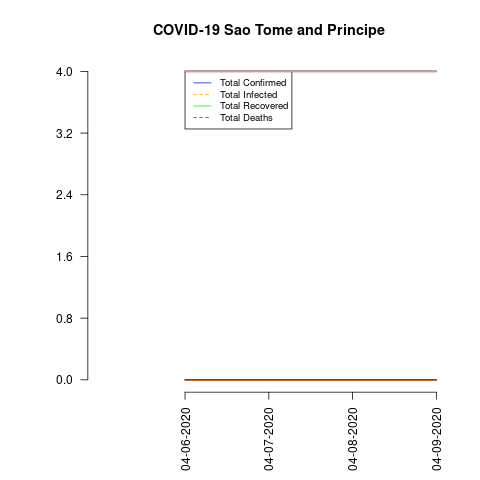 COVID-19 Sao Tome and Principe
4.0
3.2
2.4
1.6
0.8
0.0
Total Confirmed
Total Infected
Total Recovered
Total Deaths
04-06-2020
04-07-2020
04-08-2020
04-09-2020